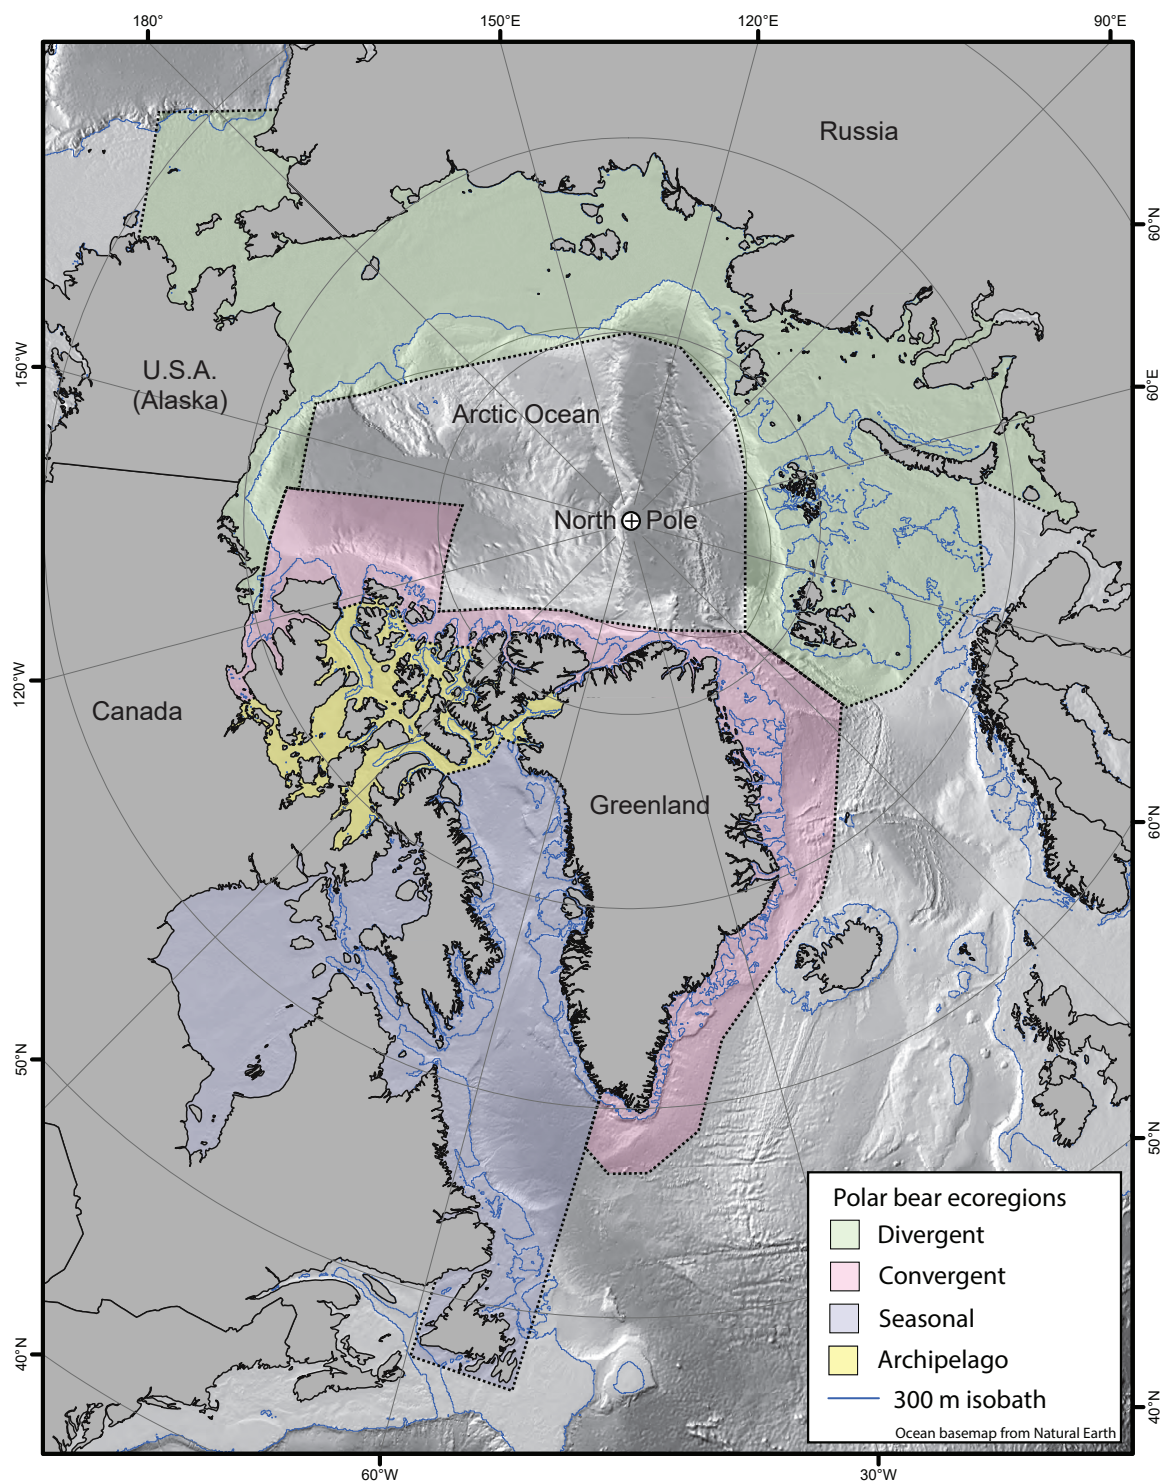 180°
150°E
120°E
90°E
Russia
60°N
150°W
U.S.A.
(Alaska)
60°E
Arctic Ocean
North Pole
120°W
Canada
Greenland
60°N
50°N
50°N
Polar bear ecoregions
Divergent
Convergent
Seasonal
Archipelago
300 m isobath
Ocean basemap from Natural Earth
40°N
40°N
60°W
30°W